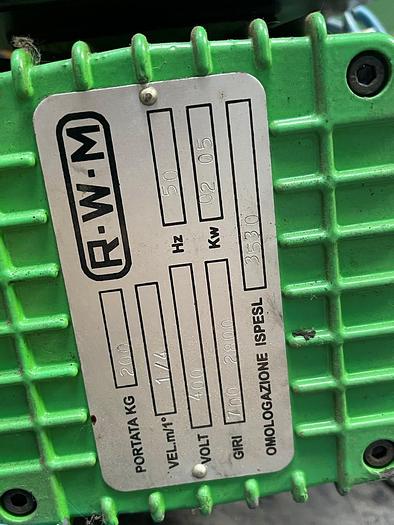 R·W·M
PORTATA KG 200
VEL.m/1° 1/4
VOLT 400 Hz 50
GIRI 700 2800 Kw 02 05
OMOLOGAZIONE ISPESL 3530